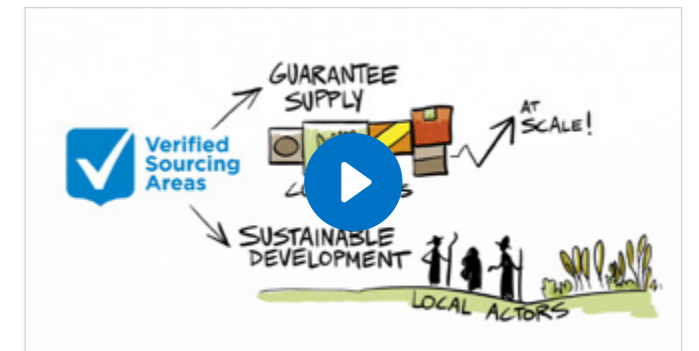 GUARANTEE
SUPPLY
AT
SCALE!
Verified
Sourcing
Areas
SUSTAINABLE
DEVELOPMENT
LOCAL ACTORS